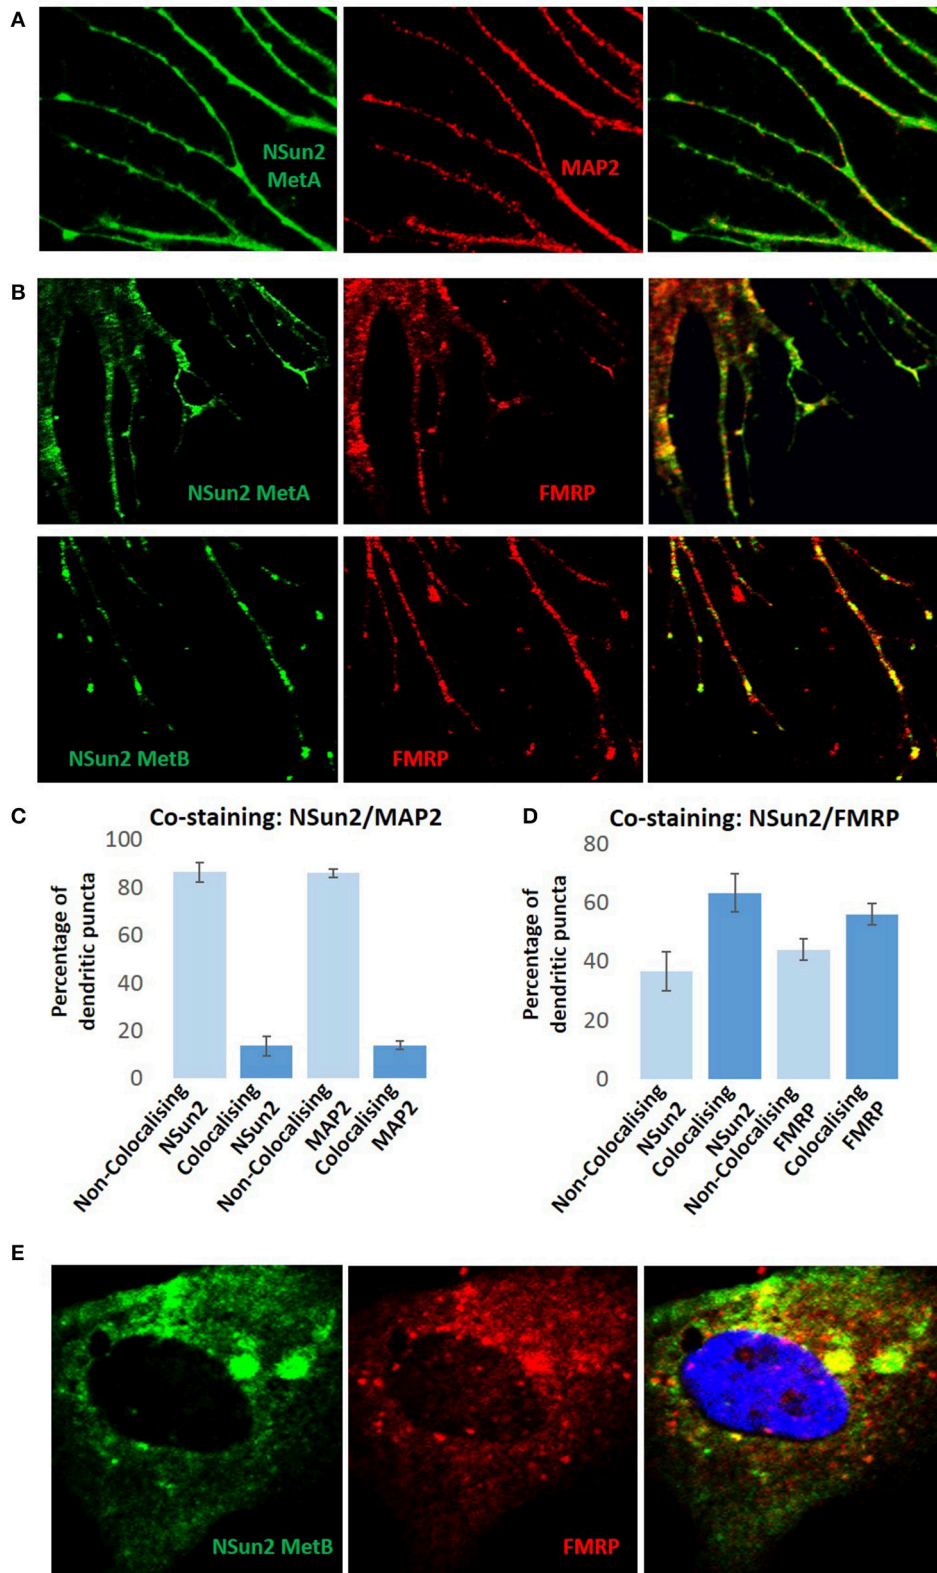 A
NSun2
MetA
MAP2
B
NSun2 MetA
FMRP
NSun2 MetB
FMRP
C
Co-staining: NSun2/MAP2
Percentage of
dendritic puncta
100
80
60
40
20
0
Non-Colocalising
NSun2
Colocalising
NSun2
Non-Colocalising
MAP2
Colocalising
MAP2
D
Co-staining: NSun2/FMRP
Percentage of
dendritic puncta
80
60
40
20
0
Non-Colocalising
NSun2
Colocalising
NSun2
Non-Colocalising
FMRP
Colocalising
FMRP
E
NSun2 MetB
FMRP